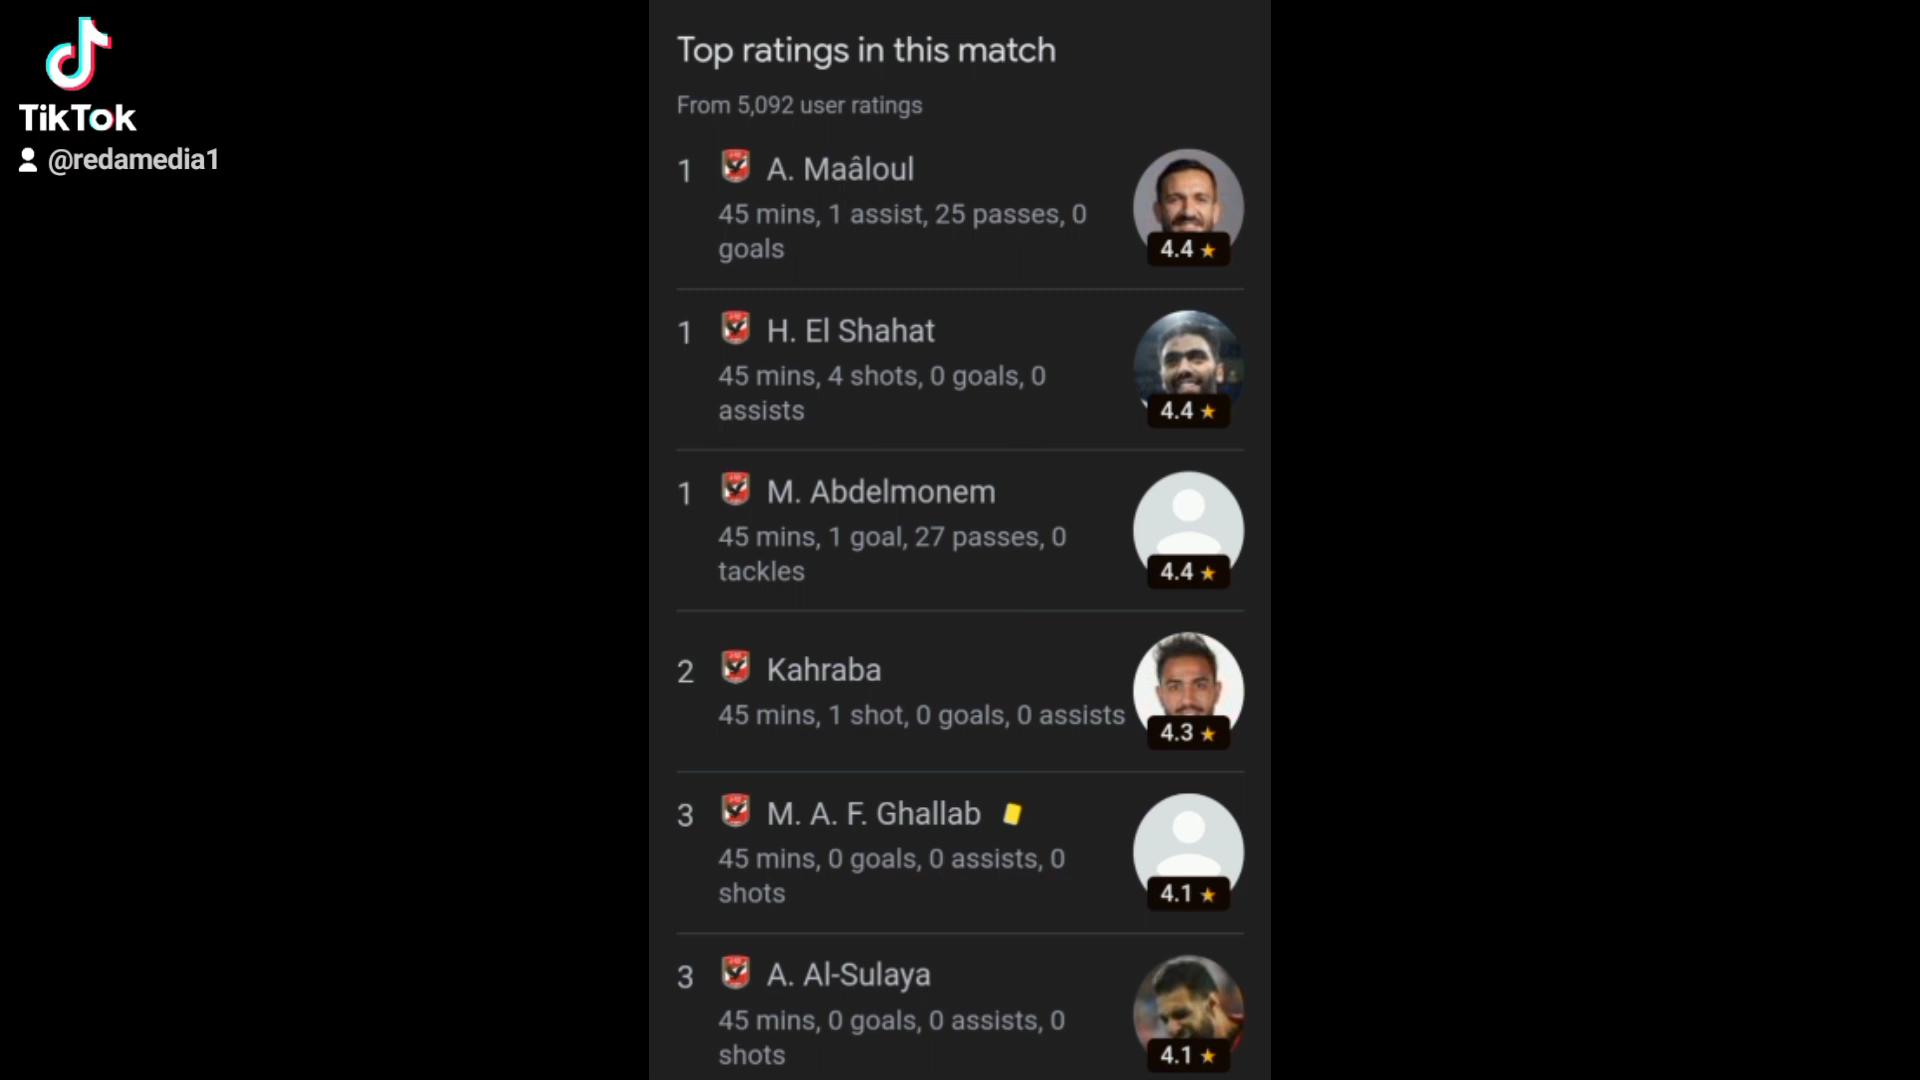 TikTok
@redamedia1
Top ratings in this match
From 5,092 user ratings
1 A. Maâloul
45 mins, 1 assist, 25 passes, 0
goals
4.4 ★
1 H. El Shahat
45 mins, 4 shots, 0 goals, 0
assists
4.4 ★
1 M. Abdelmonem
45 mins, 1 goal, 27 passes, 0
tackles
4.4 ★
2 Kahraba
45 mins, 1 shot, 0 goals, 0 assists
4.3 ★
3 M. A. F. Ghallab
45 mins, 0 goals, 0 assists, 0
shots
4.1 ★
3 A. Al-Sulaya
45 mins, 0 goals, 0 assists, 0
shots
4.1 ★